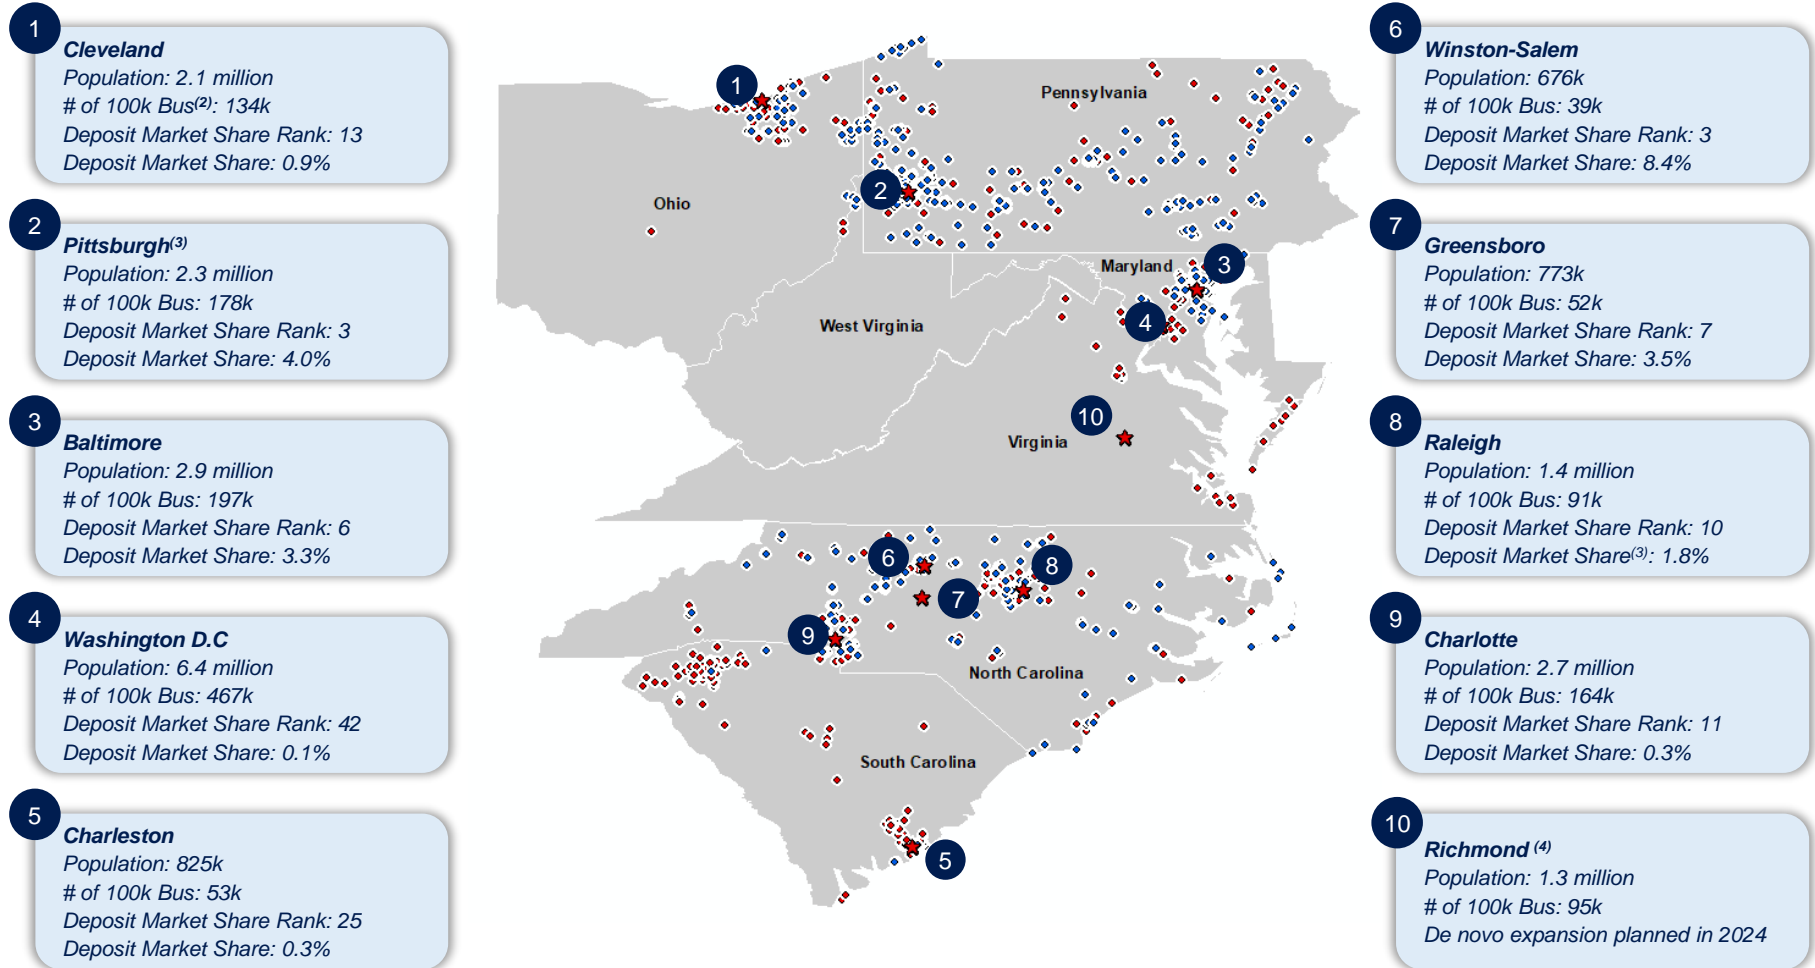 1
Cleveland
Population: 2.1 million
# of 100k Bus(2): 134k
Deposit Market Share Rank: 13
Deposit Market Share: 0.9%
2
Pittsburgh(3)
Population: 2.3 million
# of 100k Bus: 178k
Deposit Market Share Rank: 3
Deposit Market Share: 4.0%
3
Baltimore
Population: 2.9 million
# of 100k Bus: 197k
Deposit Market Share Rank: 6
Deposit Market Share: 3.3%
4
Washington D.C
Population: 6.4 million
# of 100k Bus: 467k
Deposit Market Share Rank: 42
Deposit Market Share: 0.1%
5
Charleston
Population: 825k
# of 100k Bus: 53k
Deposit Market Share Rank: 25
Deposit Market Share: 0.3%
1
Pennsylvania
2
Ohio
Maryland
3
4
West Virginia
10
Virginia
6
8
7
9
North Carolina
South Carolina
5
6
Winston-Salem
Population: 676k
# of 100k Bus: 39k
Deposit Market Share Rank: 3
Deposit Market Share: 8.4%
7
Greensboro
Population: 773k
# of 100k Bus: 52k
Deposit Market Share Rank: 7
Deposit Market Share: 3.5%
8
Raleigh
Population: 1.4 million
# of 100k Bus: 91k
Deposit Market Share Rank: 10
Deposit Market Share(3): 1.8%
9
Charlotte
Population: 2.7 million
# of 100k Bus: 164k
Deposit Market Share Rank: 11
Deposit Market Share: 0.3%
10
Richmond (4)
Population: 1.3 million
# of 100k Bus: 95k
De novo expansion planned in 2024